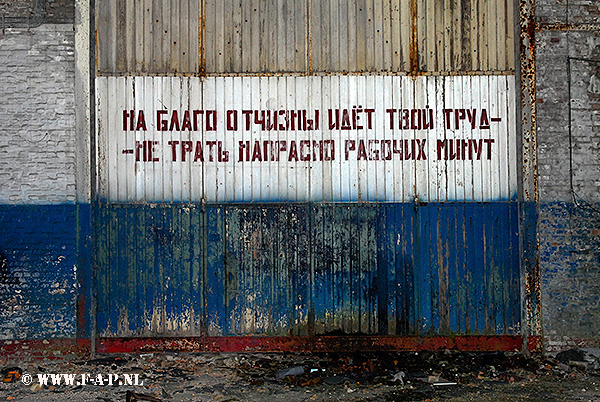 НА БЛАГО ОТЧИЗНЫ ИДЁТ ТВОЙ ТРУД-
-НЕ ТРАТЬ НАПРАСНО РАБОЧИХ МИНУТ
© www.F-A-P.NL